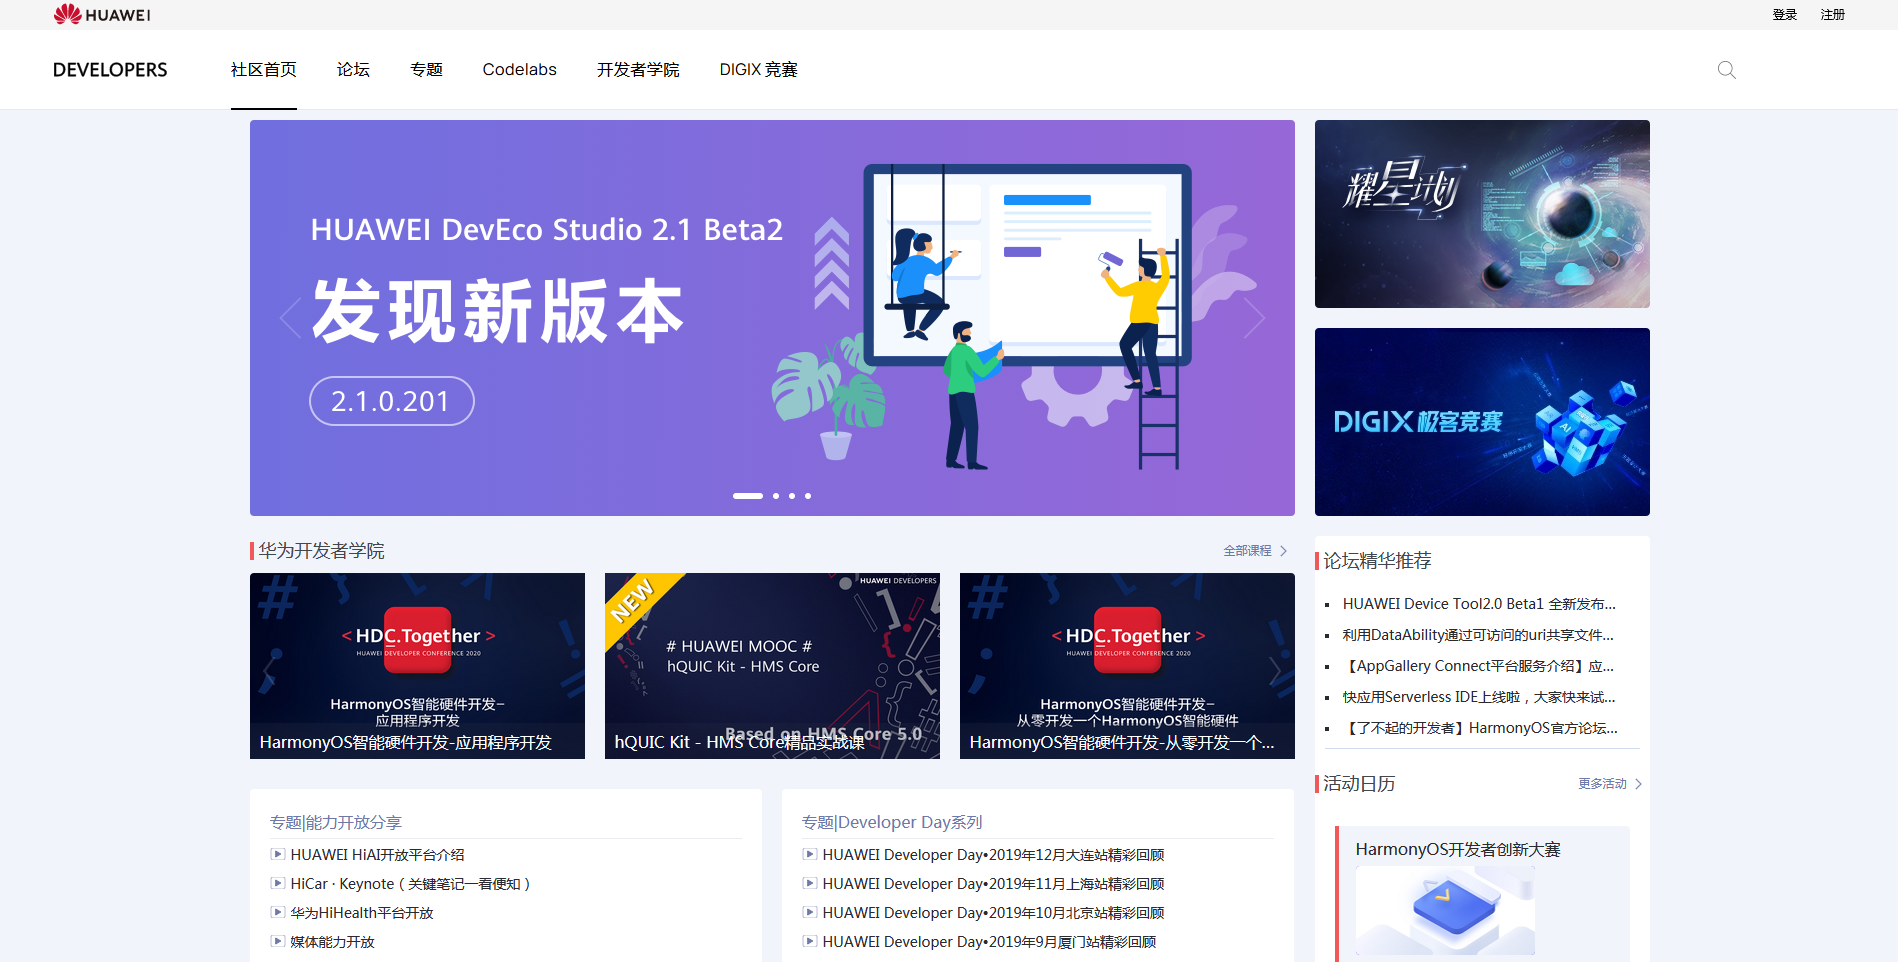 HUAWEI
登录 注册
DEVELOPERS
社区首页 论坛 专题 Codelabs 开发者学院 DIGIX 竞赛
HUAWEI DevEco Studio 2.1 Beta2
发现新版本
2.1.0.201
耀星计划
DIGIX极客竞赛
AI
华为开发者学院
全部课程
< HDC.Together >
HUAWEI DEVELOPER CONFERENCE 2020
HarmonyOS智能硬件开发–
应用程序开发
HarmonyOS智能硬件开发-应用程序开发
NEW
HUAWEI DEVELOPERS
# HUAWEI MOOC #
hQUIC Kit - HMS Core
Based on HMS Core 5.0
hQUIC Kit - HMS Core精品实战课
< HDC.Together >
HUAWEI DEVELOPER CONFERENCE 2020
HarmonyOS智能硬件开发–
从零开发一个HarmonyOS智能硬件
HarmonyOS智能硬件开发-从零开发一个...
论坛精华推荐
HUAWEI Device Tool2.0 Beta1 全新发布...
利用DataAbility通过可访问的uri共享文件...
【AppGallery Connect平台服务介绍】应...
快应用Serverless IDE上线啦，大家快来试...
【了不起的开发者】HarmonyOS官方论坛...
活动日历
更多活动
HarmonyOS开发者创新大赛
专题|能力开放分享
HUAWEI HiAI开放平台介绍
HiCar · Keynote（关键笔记一看便知）
华为HiHealth平台开放
媒体能力开放
专题|Developer Day系列
HUAWEI Developer Day•2019年12月大连站精彩回顾
HUAWEI Developer Day•2019年11月上海站精彩回顾
HUAWEI Developer Day•2019年10月北京站精彩回顾
HUAWEI Developer Day•2019年9月厦门站精彩回顾